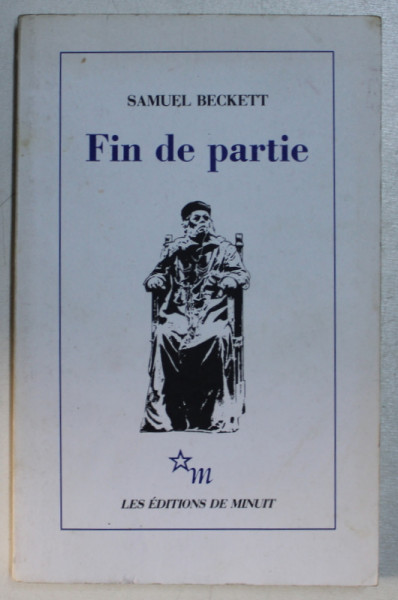 SAMUEL BECKETT
Fin de partie
m
LES ÉDITIONS DE MINUIT